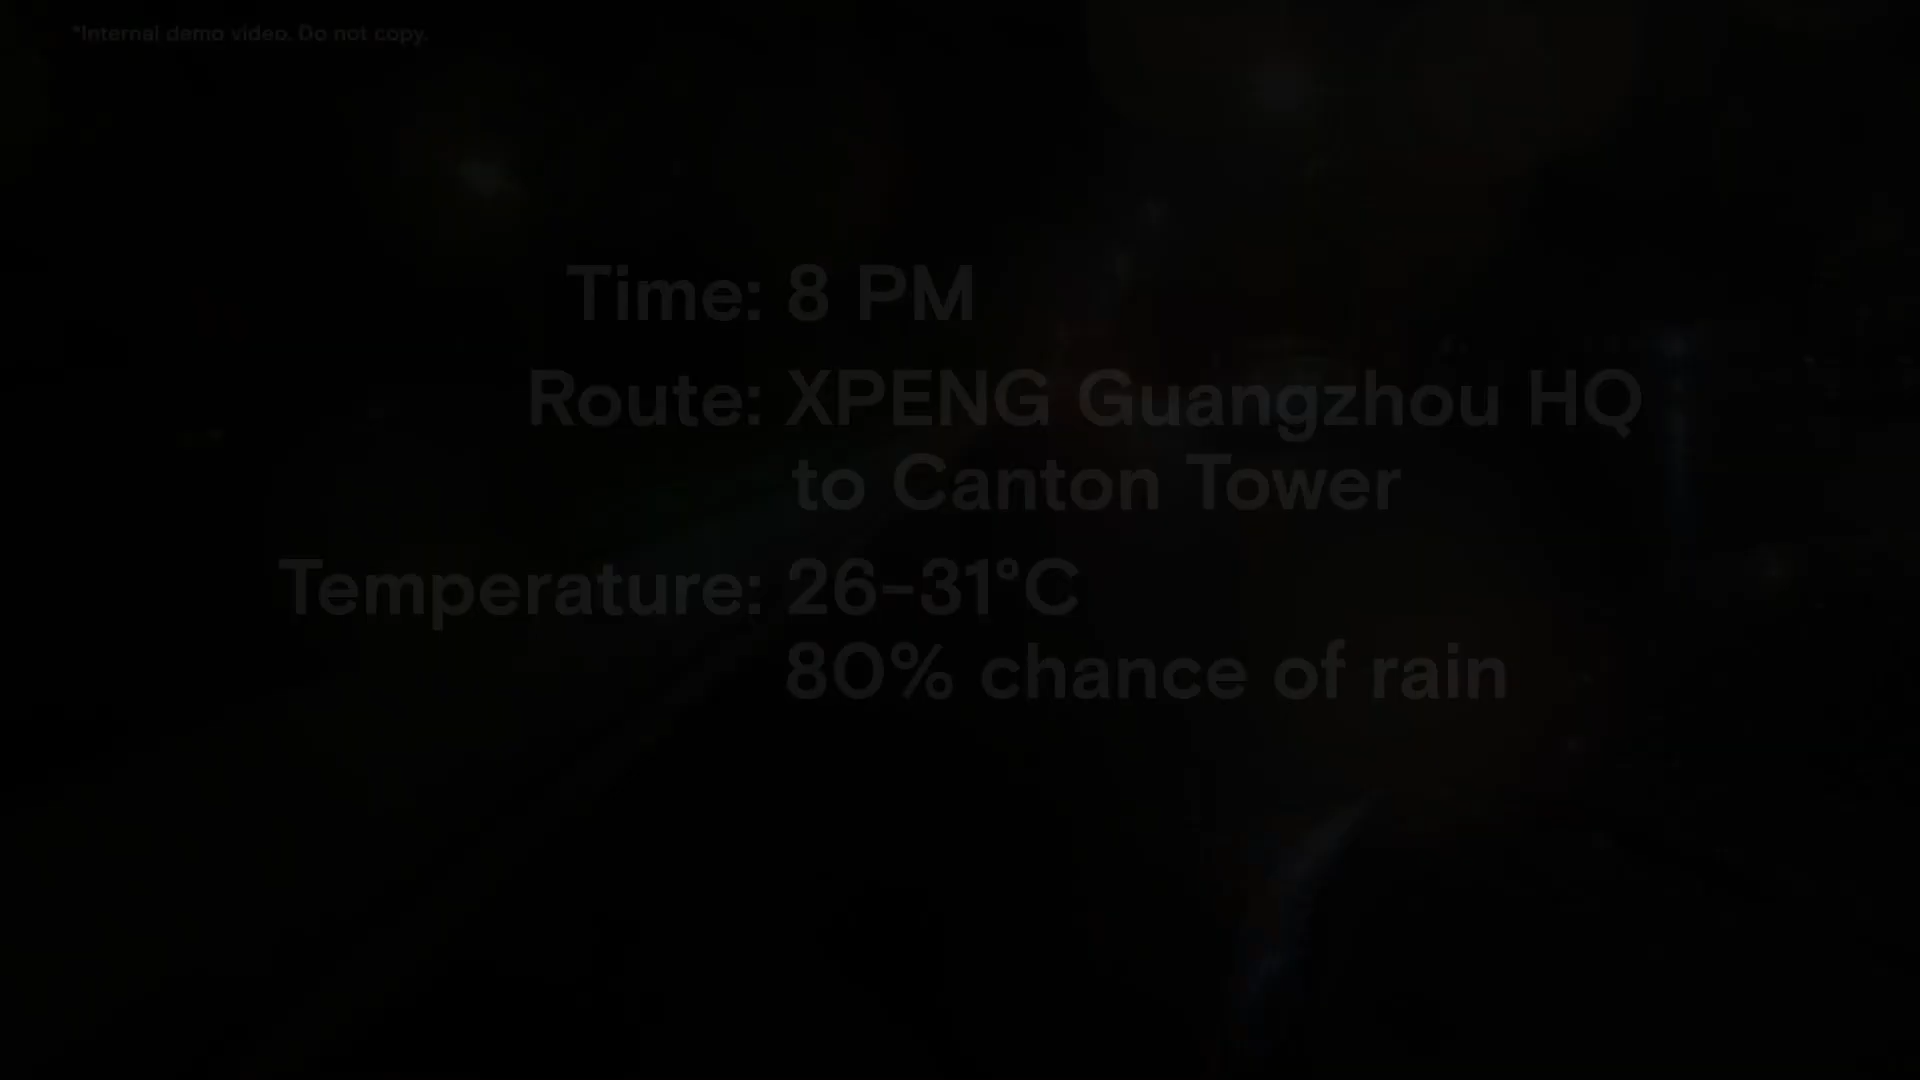 *Internal demo video. Do not copy.
Time: 8 PM
Route: XPENG Guangzhou HQ
to Canton Tower
Temperature: 26-31°C
80% chance of rain